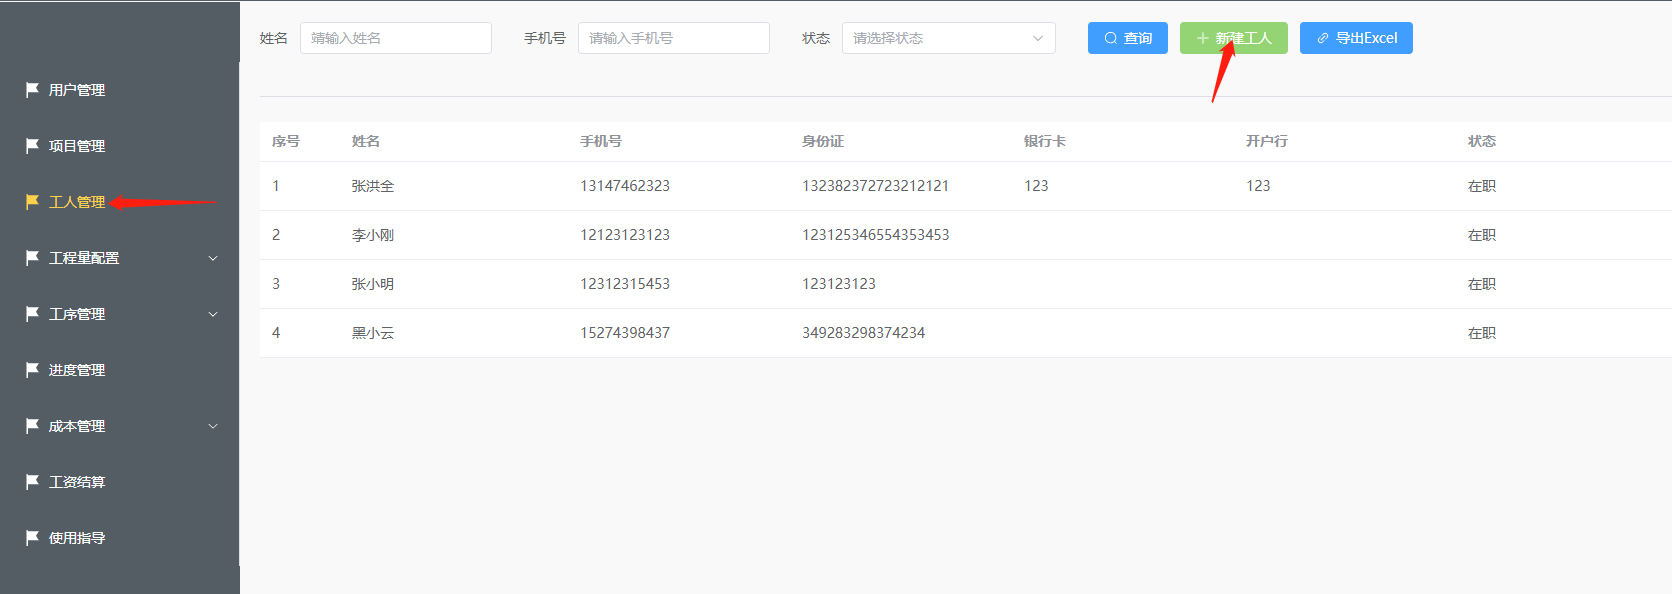 姓名 请输入姓名 手机号 请输入手机号 状态 请选择状态 查询 新建工人 导出Excel
用户管理
项目管理
工人管理
工程量配置
工序管理
进度管理
成本管理
工资结算
使用指导
序号 姓名 手机号 身份证 银行卡 开户行 状态
1 张洪全 13147462323 132382372723212121 123 123 在职
2 李小刚 12123123123 123125346554353453 在职
3 张小明 12312315453 123123123 在职
4 黑小云 15274398437 349283298374234 在职